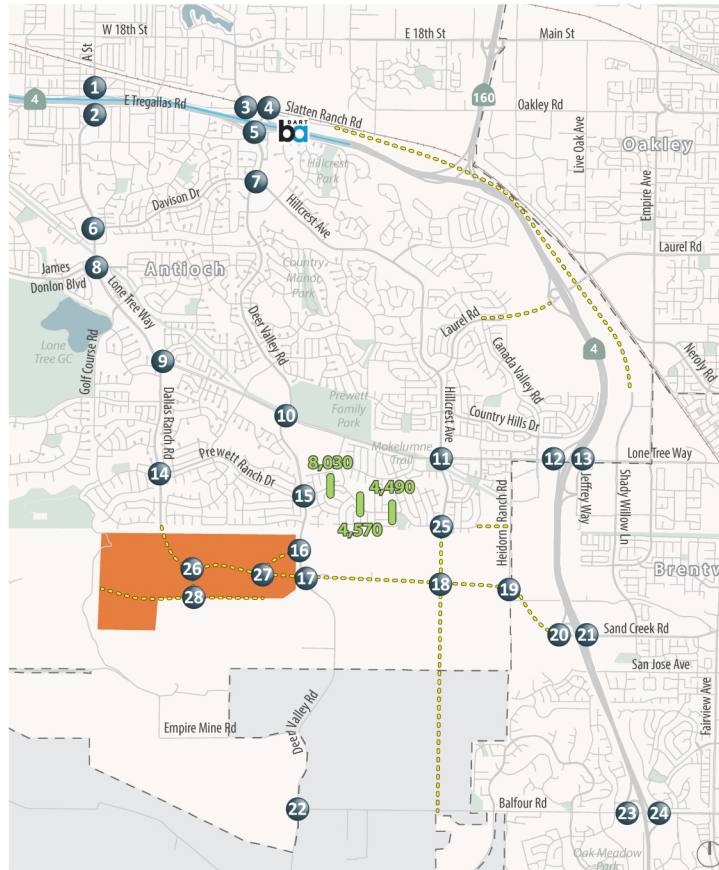 W 18th St
E 18th St
Main St
A St
160
1
4
E Tregallas Rd
3
4
Slatten Ranch Rd
Oakley Rd
2
5
BART
ba
Live Oak Ave
Oakley
Hillcrest
Park
Empire Ave
7
Davison Dr
Hillcrest Ave
6
Laurel Rd
8
James
Donlon Blvd
Antioch
Country
Manor
Park
Lone Tree Way
Lone
Tree GC
Golf Course Rd
Deer Valley Rd
Laurel Rd
Canada Valley Rd
4
Neroly Rd
9
Dallas Ranch Rd
10
Prewett
Family
Park
Hillcrest Ave
Country Hills Dr
Mokelumne
Trail
11
12
13
Lone Tree Way
14
Prewett Ranch Dr
8,030
4,490
15
4,570
Heidorn Ranch Rd
Jeffrey Way
Shady Willow Ln
25
16
26
27
17
18
19
28
Brentv
20
21
Sand Creek Rd
San Jose Ave
Fairview Ave
Empire Mine Rd
Deer Valley Rd
22
Balfour Rd
23
24
Oak Meadow
Park